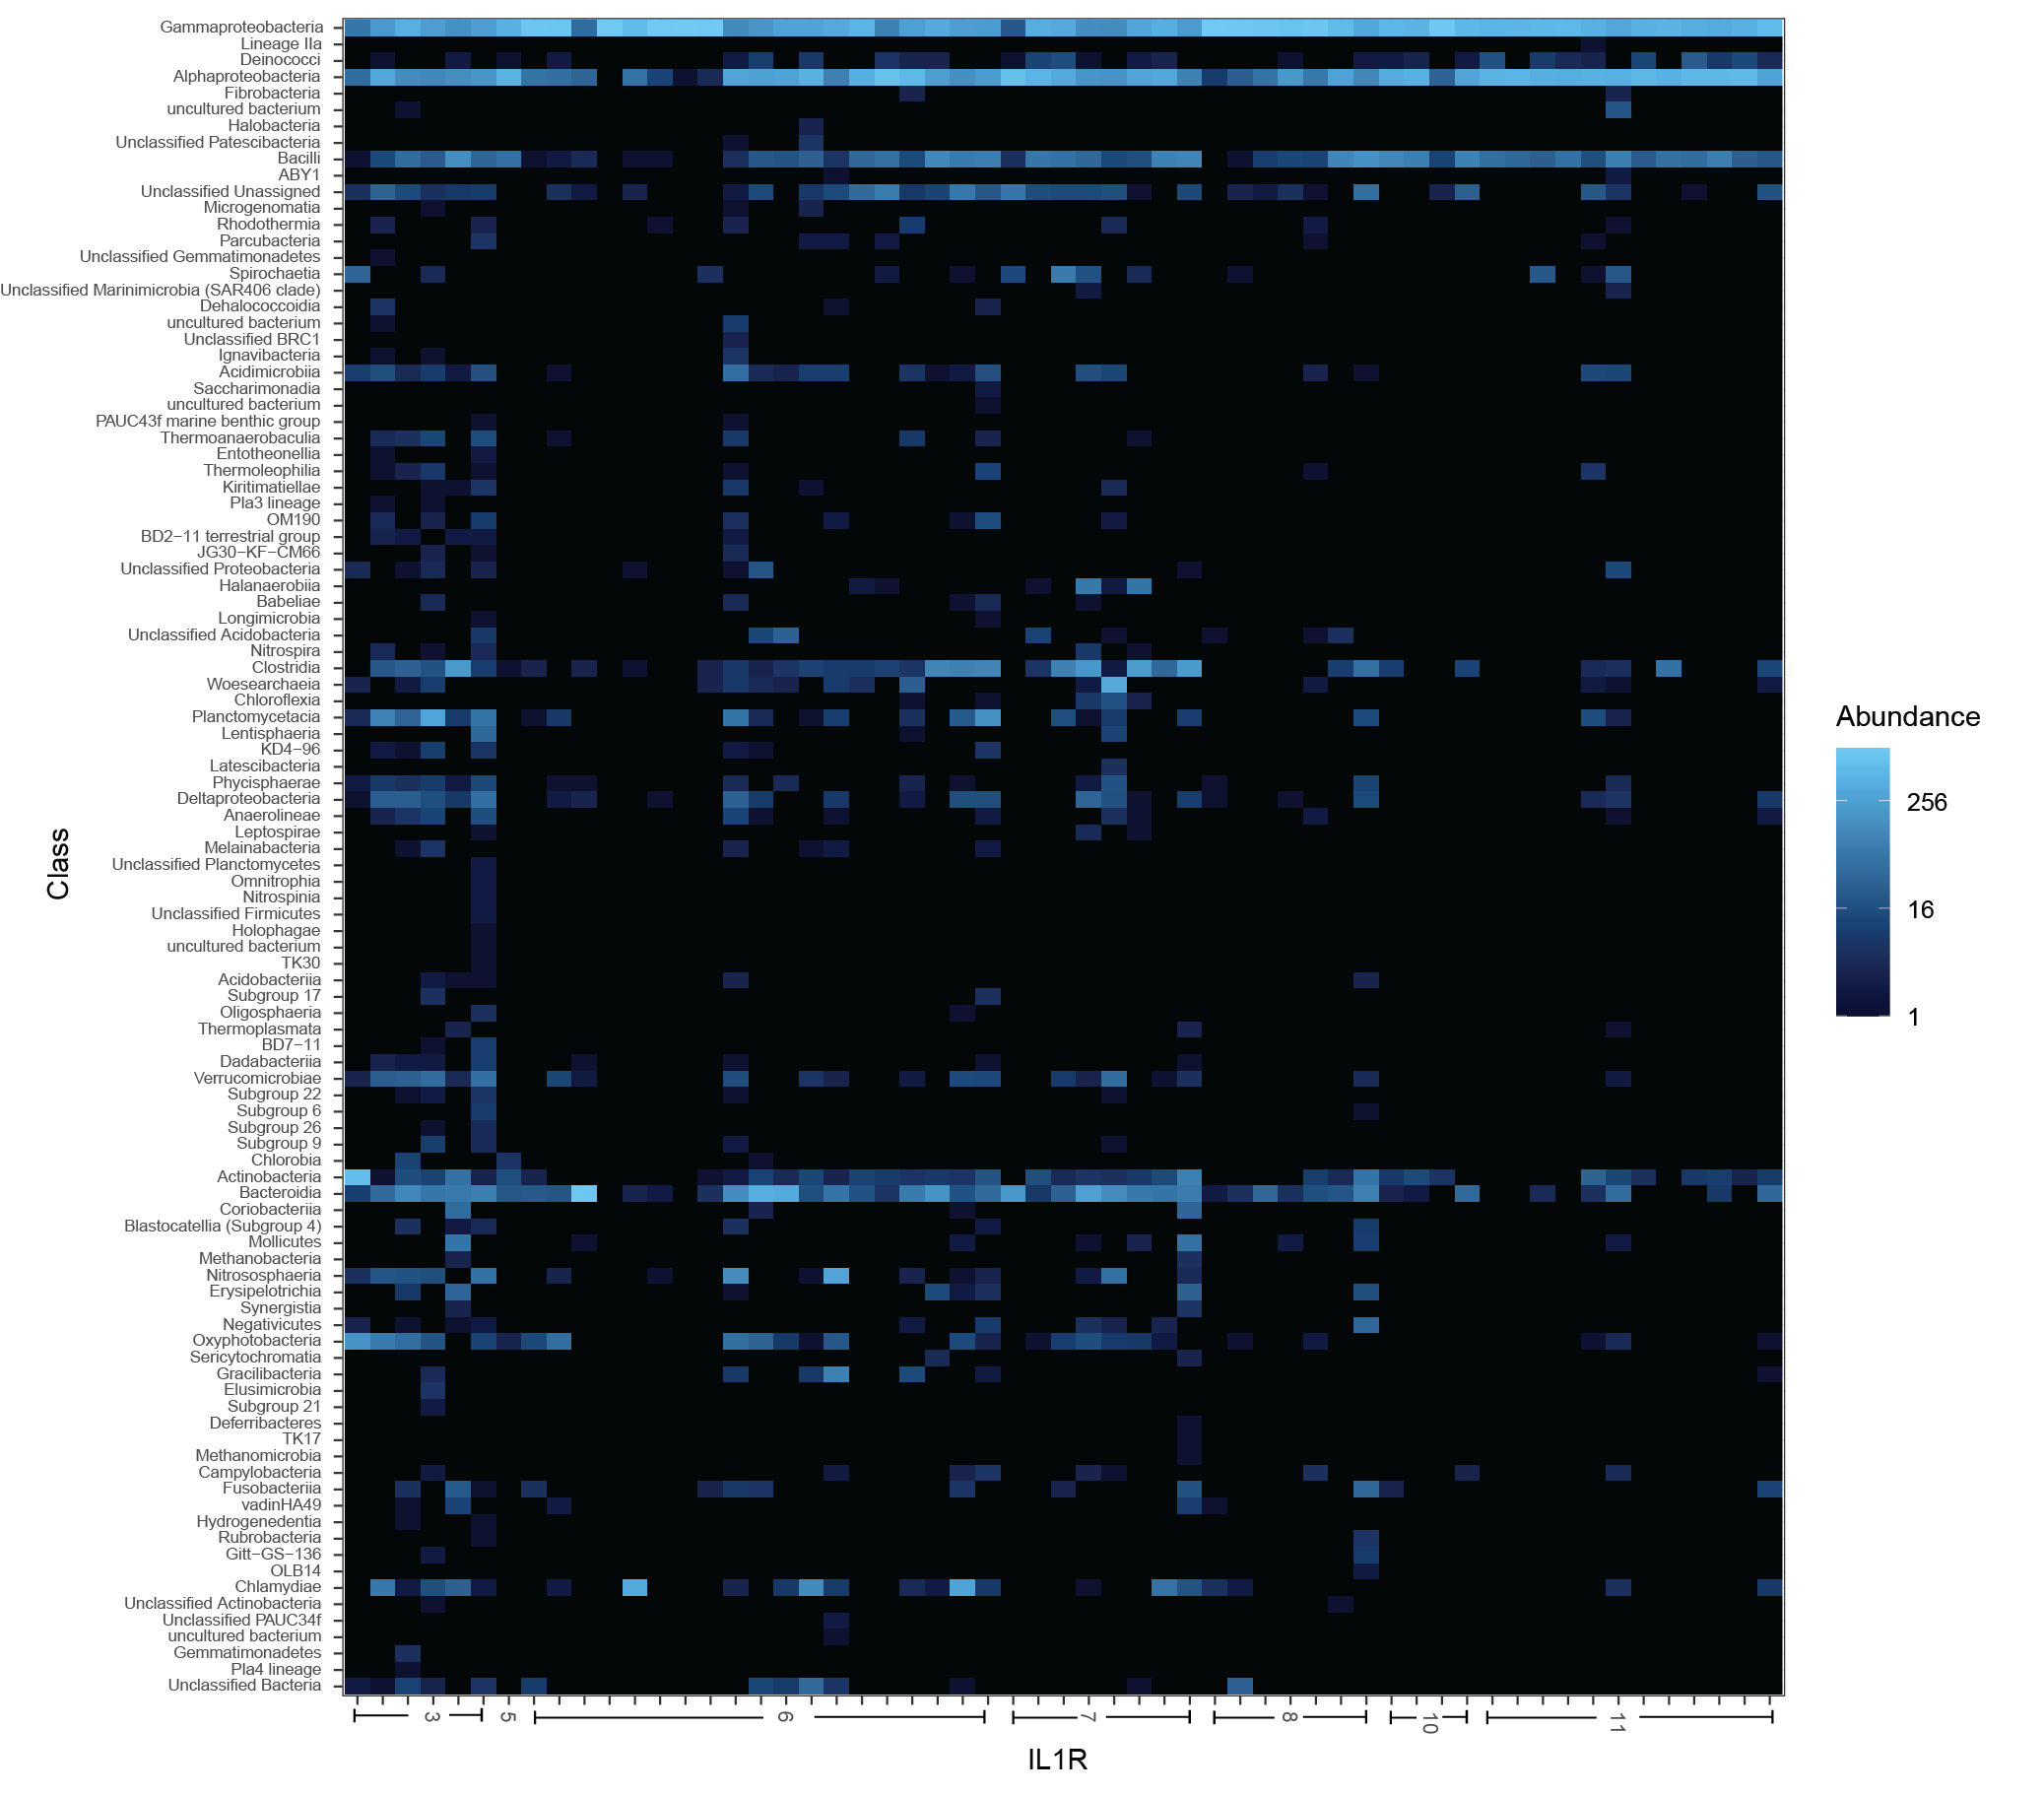 Gammaproteobacteria
Lineage IIa
Deinococci
Alphaproteobacteria
Fibrobacteria
uncultured bacterium
Halobacteria
Unclassified Patescibacteria
Bacilli
ABY1
Unclassified Unassigned
Microgenomatia
Rhodothermia
Parcubacteria
Unclassified Gemmatimonadetes
Spirochaetia
Unclassified Marinimicrobia (SAR406 clade)
Dehalococcoidia
uncultured bacterium
Unclassified BRC1
Ignavibacteria
Acidimicrobiia
Saccharimonadia
uncultured bacterium
PAUC43f marine benthic group
Thermoanaerobaculia
Entotheonellia
Thermoleophilia
Kiritimatiellae
Pla3 lineage
OM190
BD2−11 terrestrial group
JG30−KF−CM66
Unclassified Proteobacteria
Halanaerobiia
Babeliae
Longimicrobia
Unclassified Acidobacteria
Nitrospira
Clostridia
Woesearchaeia
Chloroflexia
Planctomycetacia
Lentisphaeria
KD4−96
Latescibacteria
Phycisphaerae
Deltaproteobacteria
Anaerolineae
Leptospirae
Melainabacteria
Unclassified Planctomycetes
Omnitrophia
Nitrospinia
Unclassified Firmicutes
Holophagae
uncultured bacterium
TK30
Acidobacteriia
Subgroup 17
Oligosphaeria
Thermoplasmata
BD7−11
Dadabacteriia
Verrucomicrobiae
Subgroup 22
Subgroup 6
Subgroup 26
Subgroup 9
Chlorobia
Actinobacteria
Bacteroidia
Coriobacteriia
Blastocatellia (Subgroup 4)
Mollicutes
Methanobacteria
Nitrososphaeria
Erysipelotrichia
Synergistia
Negativicutes
Oxyphotobacteria
Sericytochromatia
Gracilibacteria
Elusimicrobia
Subgroup 21
Deferribacteres
TK17
Methanomicrobia
Campylobacteria
Fusobacteriia
vadinHA49
Hydrogenedentia
Rubrobacteria
Gitt−GS−136
OLB14
Chlamydiae
Unclassified Actinobacteria
Unclassified PAUC34f
uncultured bacterium
Gemmatimonadetes
Pla4 lineage
Unclassified Bacteria
Class
3 5 6 7 8 10 11
IL1R
Abundance
256
16
1